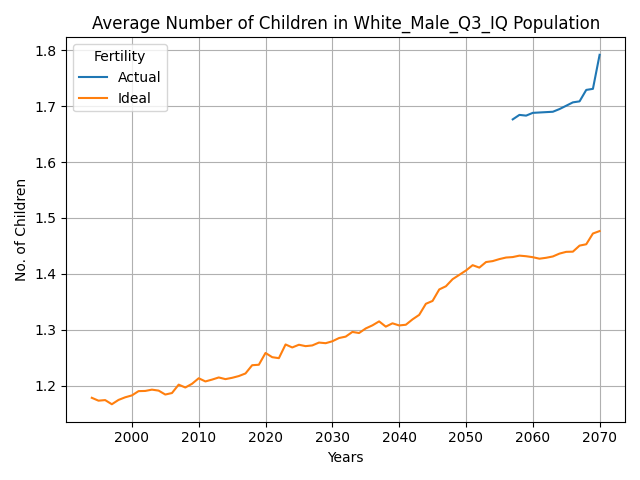 Average Number of Children in White_Male_Q3_IQ Population
Fertility
Actual
Ideal
No. of Children
1.8
1.7
1.6
1.5
1.4
1.3
1.2
2000 2010 2020 2030 2040 2050 2060 2070
Years